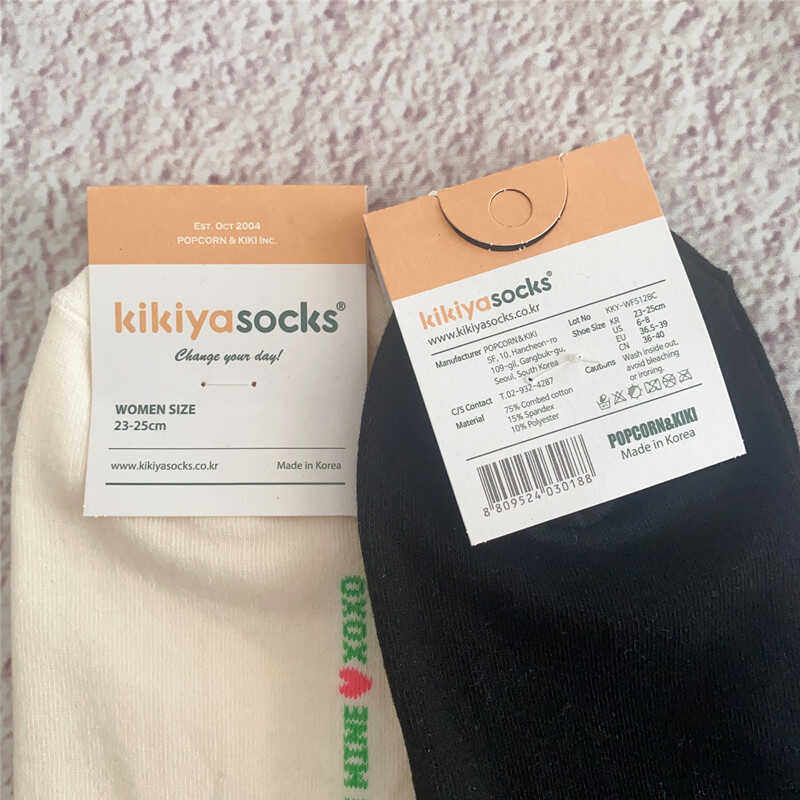 EST. OCT 2004
POPCORN & KIKI INC.
kikiyasocks®
Change your day!
WOMEN SIZE
23-25cm
www.kikiyasocks.co.kr Made in Korea
XOXO
kikiyasocks®
www.kikiyasocks.co.kr
Manufacturer POPCORN&KIKI
5F, 10, Hancheon-ro
109-gil, Gangbuk-gu,
Seoul, South Korea
C/S Contact T.02-932-4287
Material 75% Combed cotton
15% Spandex
10% Polyester
Lot No KKY-WFS128C
Shoe Size KR 23-25cm
US 6-8
EU 36.5-39
CN 36-40
Cautions Wash inside out.
avoid bleaching
or ironing.
POPCORN&KIKI
Made in Korea
8 809524 030188